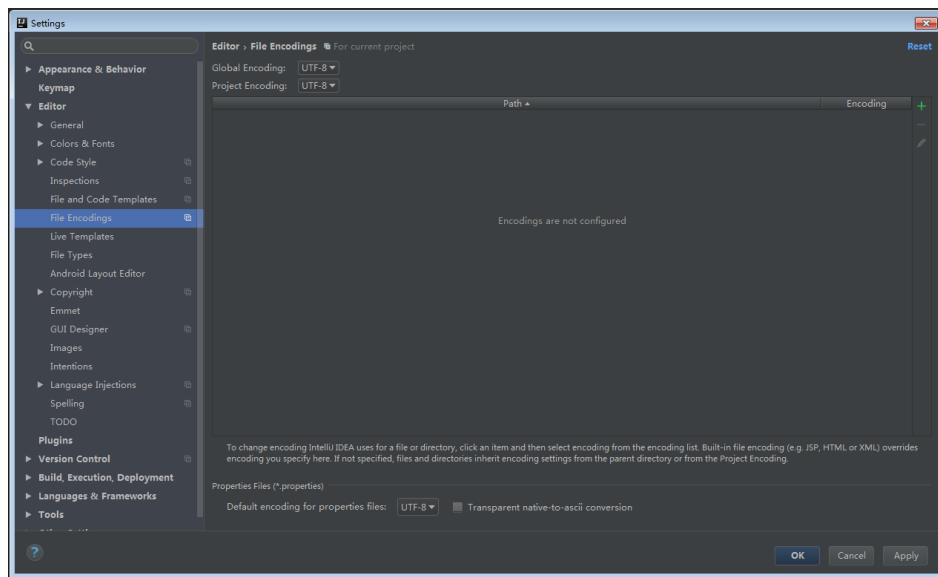 Settings
Editor › File Encodings For current project
Reset
Appearance & Behavior
Keymap
Editor
General
Colors & Fonts
Code Style
Inspections
File and Code Templates
File Encodings
Live Templates
File Types
Android Layout Editor
Copyright
Emmet
GUI Designer
Images
Intentions
Language Injections
Spelling
TODO
Plugins
Version Control
Build, Execution, Deployment
Languages & Frameworks
Tools
Global Encoding: UTF-8
Project Encoding: UTF-8
Path Encoding
Encodings are not configured
To change encoding IntelliJ IDEA uses for a file or directory, click an item and then select encoding from the encoding list. Built-in file encoding (e.g. JSP, HTML or XML) overrides
encoding you specify here. If not specified, files and directories inherit encoding settings from the parent directory or from the Project Encoding.
Properties Files (*.properties)
Default encoding for properties files: UTF-8 Transparent native-to-ascii conversion
?
OK Cancel Apply